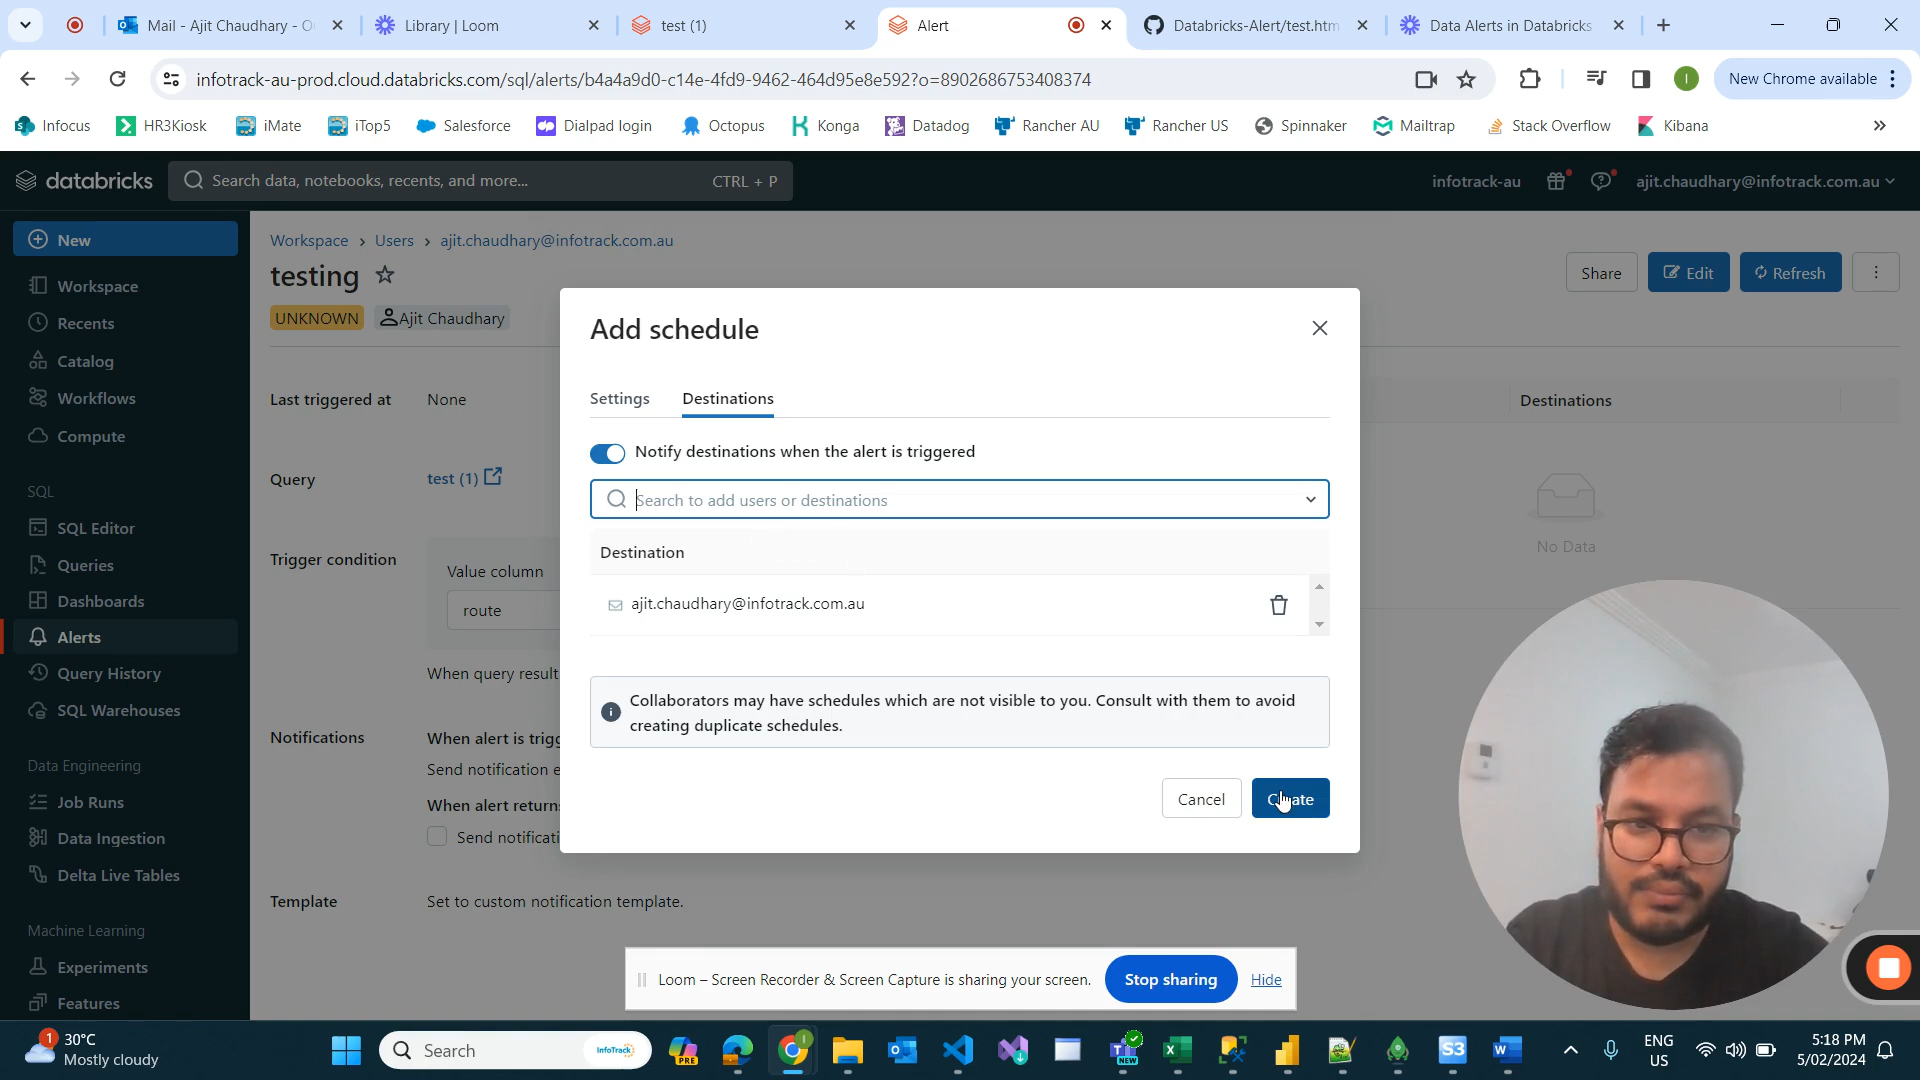 Mail - Ajit Chaudhary - O
Library | Loom
test (1)
Alert
Databricks-Alert/test.htm
Data Alerts in Databricks
infotrack-au-prod.cloud.databricks.com/sql/alerts/b4a4a9d0-c14e-4fd9-9462-464d95e8e592?o=8902686753408374
New Chrome available
Infocus
HR3Kiosk
iMate
iTop5
Salesforce
Dialpad login
Octopus
Konga
Datadog
Rancher AU
Rancher US
Spinnaker
Mailtrap
Stack Overflow
Kibana
databricks
Search data, notebooks, recents, and more...
CTRL + P
infotrack-au
ajit.chaudhary@infotrack.com.au
New
Workspace
Recents
Catalog
Workflows
Compute
SQL
SQL Editor
Queries
Dashboards
Alerts
Query History
SQL Warehouses
Data Engineering
Job Runs
Data Ingestion
Delta Live Tables
Machine Learning
Experiments
Features
Workspace › Users › ajit.chaudhary@infotrack.com.au
testing
UNKNOWN
Ajit Chaudhary
Share
Edit
Refresh
Last triggered at
None
Query
test (1)
Trigger condition
Value column
route
When query result
Notifications
When alert is trigg
Send notification e
When alert return
Send notificati
Template
Set to custom notification template.
Destinations
No Data
Add schedule
Settings
Destinations
Notify destinations when the alert is triggered
Search to add users or destinations
Destination
ajit.chaudhary@infotrack.com.au
Collaborators may have schedules which are not visible to you. Consult with them to avoid
creating duplicate schedules.
Cancel
Create
Loom – Screen Recorder & Screen Capture is sharing your screen.
Stop sharing
Hide
1
30°C
Mostly cloudy
Search
InfoTrack
PRE
NEW
S3
ENG
US
5:18 PM
5/02/2024